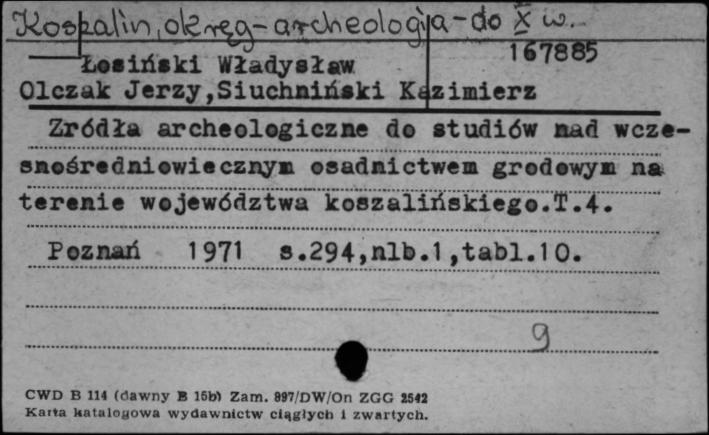 Koszalin, okręg - archeologija - do X w.
167885
Łosiński Władysław
Olczak Jerzy,Siuchniński Kazimierz
Zródła archeologiczne do studiów nad wcze-
snośredniowiecznym osadnictwem grodowym na
terenie województwa koszalińskiego.T.4.
Poznań 1971 s.294,nlb.1,tabl.10.
9
CWD B 114 (dawny B 15b) Zam. 897/DW/On ZGG 2542
Karta katalogowa wydawnictw ciągłych i zwartych.